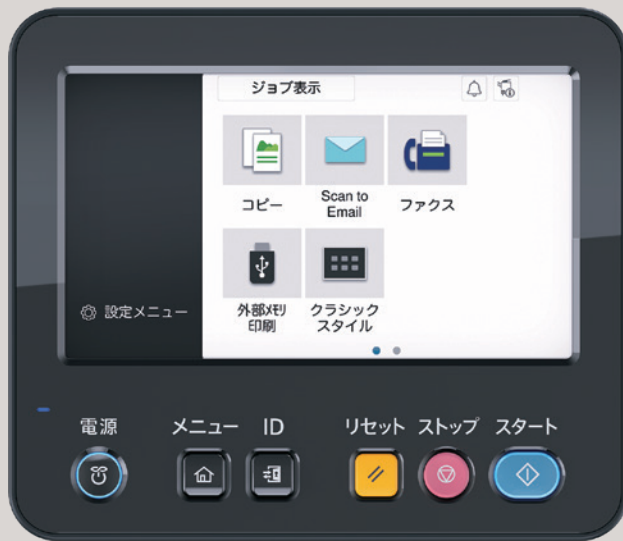 ジョブ表示
コピー
Scan to
Email
ファクス
外部メモリ
印刷
クラシック
スタイル
設定メニュー
電源
メニュー
ID
リセット
ストップ
スタート